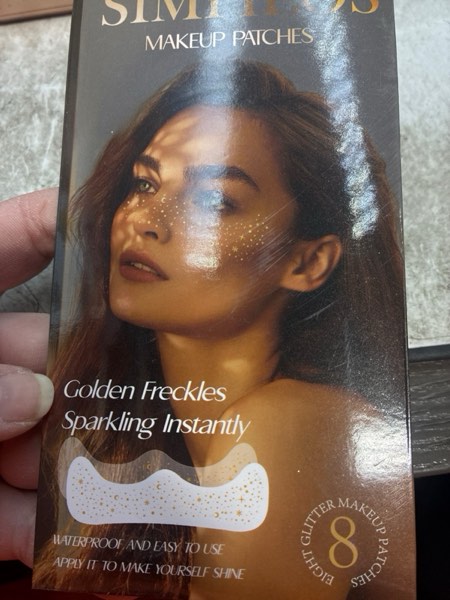 MAKEUP PATCHES
Golden Freckles
Sparkling Instantly
WATERPROOF AND EASY TO USE
APPLY IT TO MAKE YOURSELF SHINE
EIGHT GLITTER MAKEUP PATCHES
8